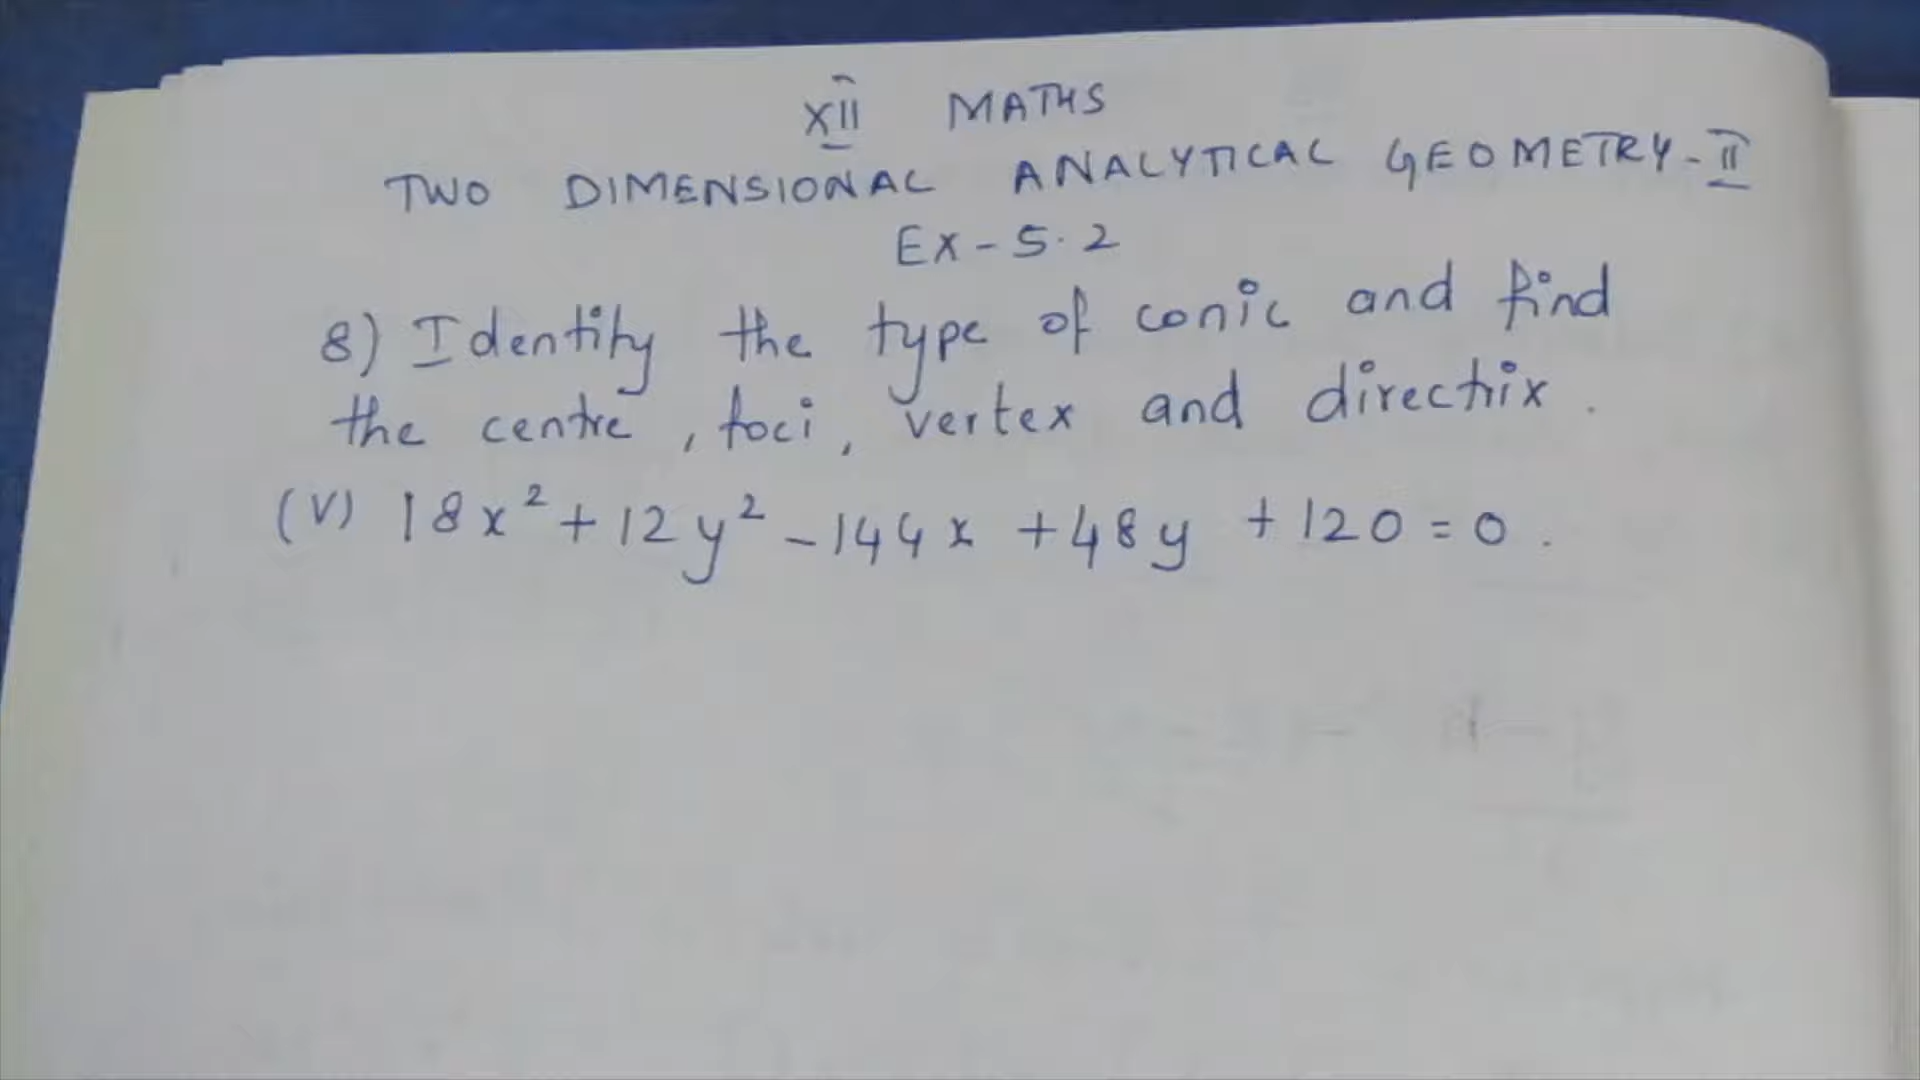 XII MATHS
TWO DIMENSIONAL ANALYTICAL GEOMETRY-II
Ex-5.2
8) Identify the type of conic and find
the centre, foci, vertex and directrix.
(V) 18x² + 12y² - 144x + 48y + 120 = 0.